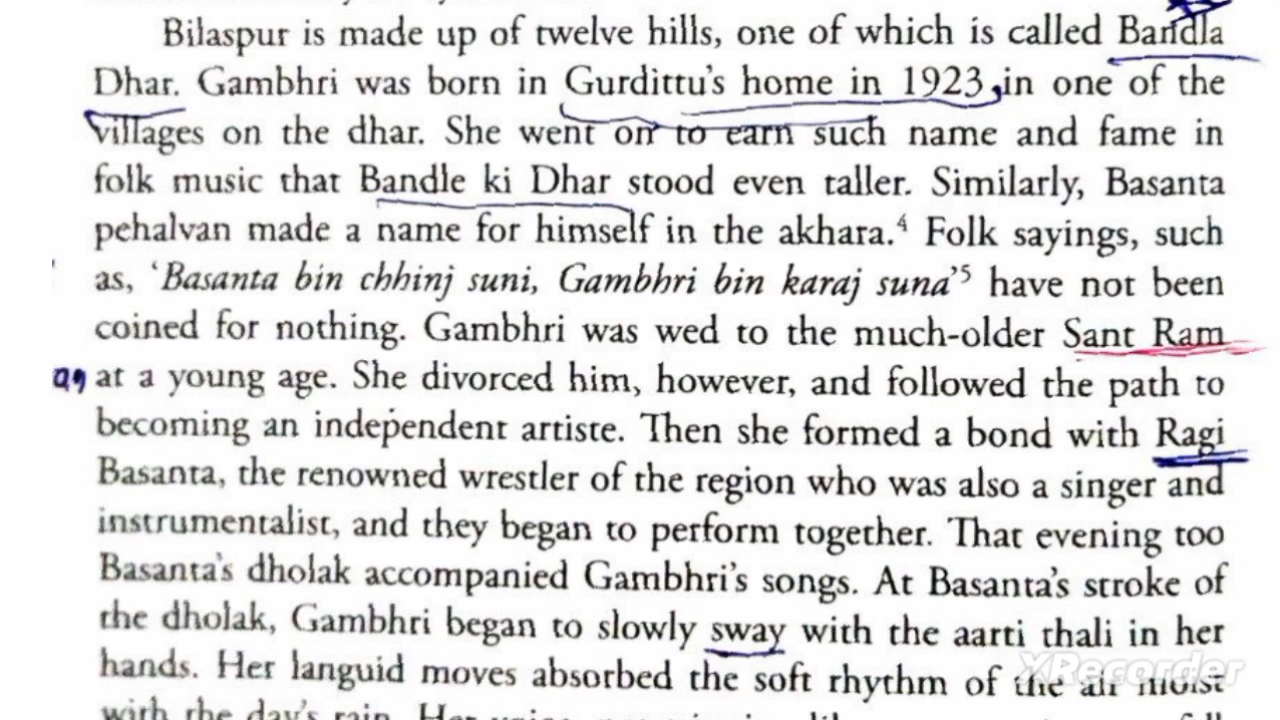 Bilaspur is made up of twelve hills, one of which is called Bandla
Dhar. Gambhri was born in Gurdittu's home in 1923, in one of the
villages on the dhar. She went on to earn such name and fame in
folk music that Bandle ki Dhar stood even taller. Similarly, Basanta
pehalvan made a name for himself in the akhara.⁴ Folk sayings, such
as, ‘Basanta bin chhinj suni, Gambhri bin karaj suna’⁵ have not been
coined for nothing. Gambhri was wed to the much-older Sant Ram
at a young age. She divorced him, however, and followed the path to
becoming an independent artiste. Then she formed a bond with Ragi
Basanta, the renowned wrestler of the region who was also a singer and
instrumentalist, and they began to perform together. That evening too
Basanta's dholak accompanied Gambhri's songs. At Basanta's stroke of
the dholak, Gambhri began to slowly sway with the aarti thali in her
hands. Her languid moves absorbed the soft rhythm of the air moist
with the day's rain. Her voice
XRecorder